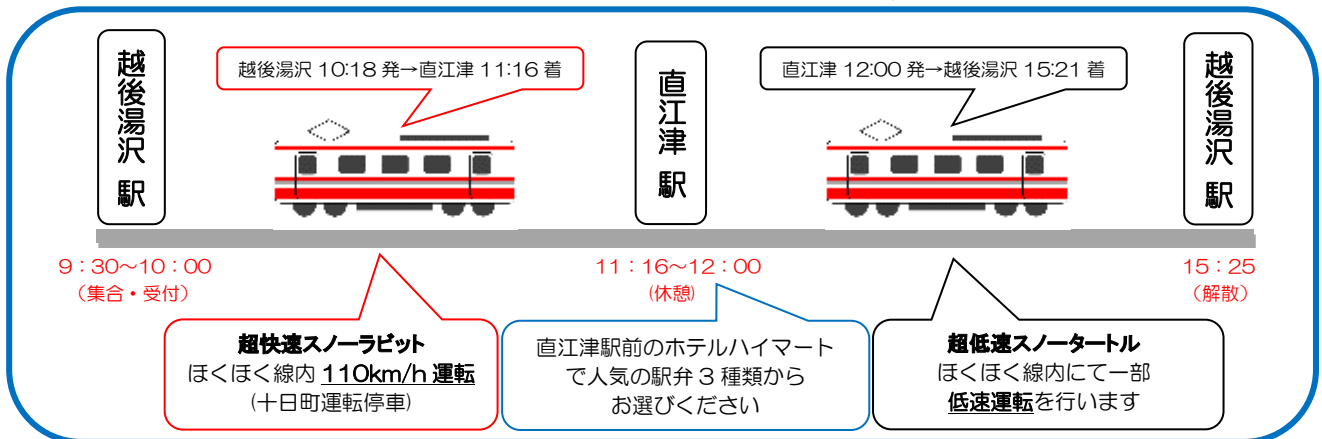 越後湯沢 駅
越後湯沢 10:18 発→直江津 11:16 着
直江津 駅
直江津 12:00 発→越後湯沢 15:21 着
越後湯沢 駅
9：30～10：00
（集合・受付）
11：16～12：00
(休憩)
15：25
（解散）
超快速スノーラビット
ほくほく線内 110km/h 運転
(十日町運転停車)
直江津駅前のホテルハイマート
で人気の駅弁 3 種類から
お選びください
超低速スノータートル
ほくほく線内にて一部
低速運転を行います